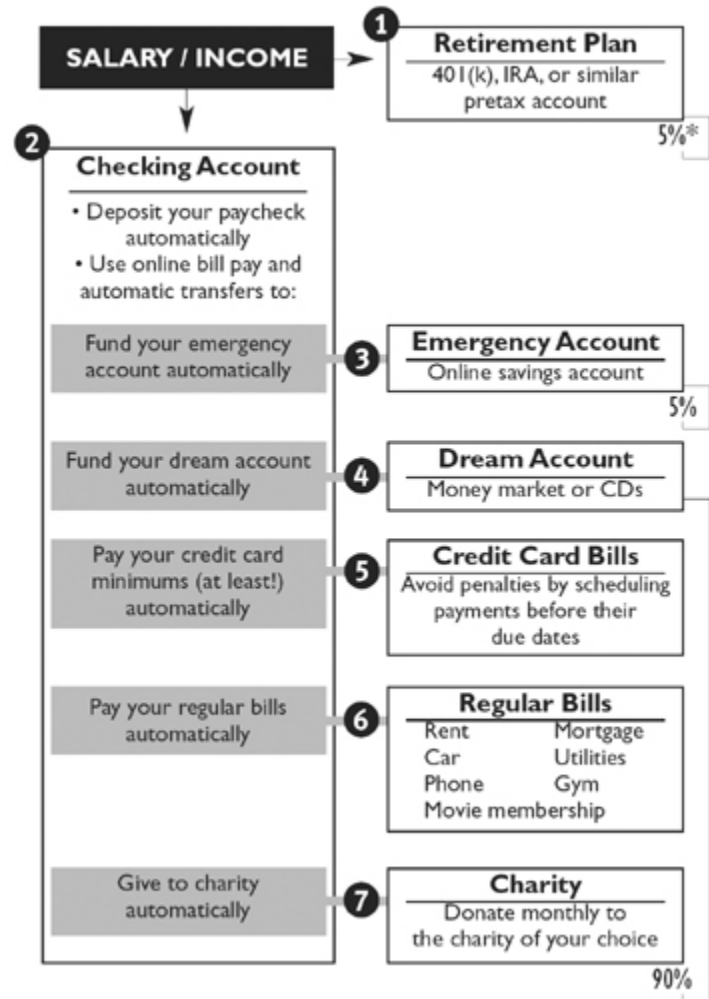 1
SALARY / INCOME
Retirement Plan
401(k), IRA, or similar
pretax account
5%*
2
Checking Account
• Deposit your paycheck
automatically
• Use online bill pay and
automatic transfers to:
Fund your emergency
account automatically
3
Emergency Account
Online savings account
5%
Fund your dream account
automatically
4
Dream Account
Money market or CDs
Pay your credit card
minimums (at least!)
automatically
5
Credit Card Bills
Avoid penalties by scheduling
payments before their
due dates
Pay your regular bills
automatically
6
Regular Bills
Rent Mortgage
Car Utilities
Phone Gym
Movie membership
Give to charity
automatically
7
Charity
Donate monthly to
the charity of your choice
90%